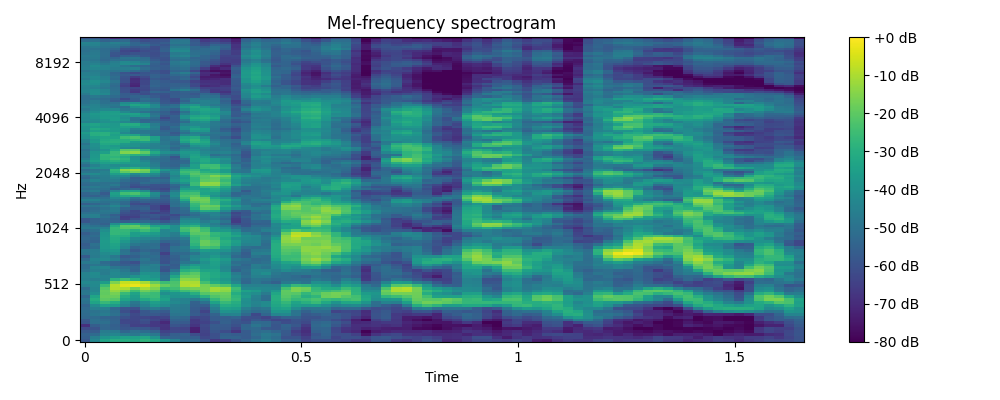 Mel-frequency spectrogram
Hz
8192
4096
2048
1024
512
0
0
0.5
1
1.5
Time
+0 dB
-10 dB
-20 dB
-30 dB
-40 dB
-50 dB
-60 dB
-70 dB
-80 dB